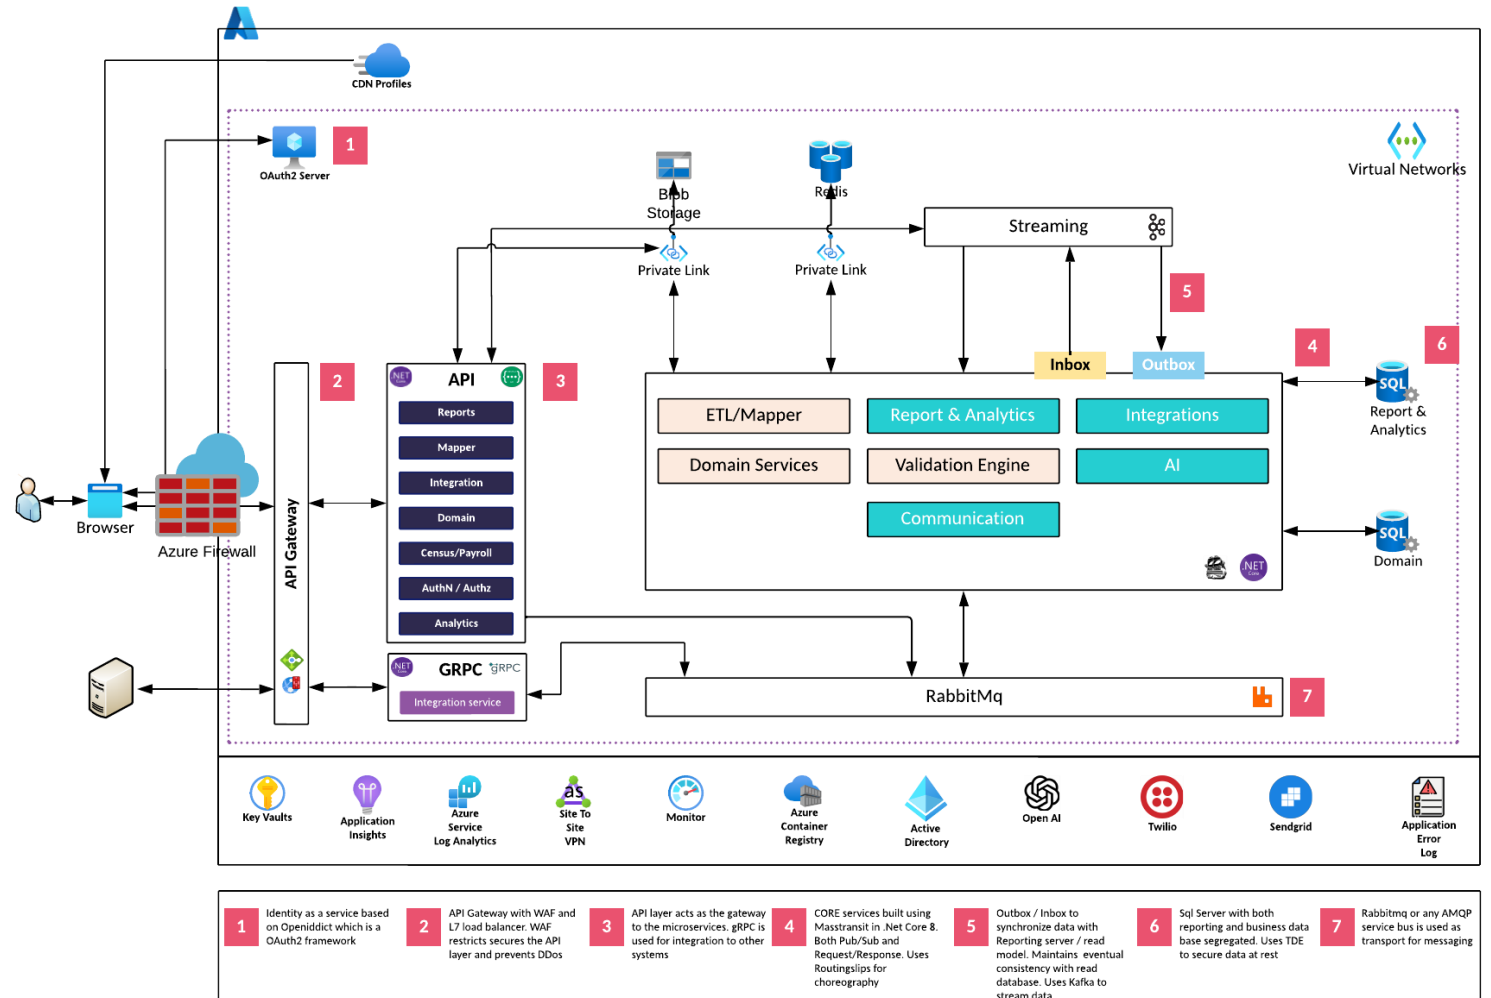 CDN Profiles
1
OAuth2 Server
Virtual Networks
Blob
Storage
Redis
Private Link
Private Link
Streaming
5
Inbox
Outbox
4
6
SQL
Report &
Analytics
2
API Gateway
.NET
Core
API
3
Reports
Mapper
Integration
Domain
Census/Payroll
AuthN / Authz
Analytics
.NET
Core
GRPC
gRPC
Integration service
ETL/Mapper
Report & Analytics
Integrations
Domain Services
Validation Engine
AI
Communication
.NET
Core
SQL
Domain
RabbitMq
7
Browser
Azure Firewall
Key Vaults
Application
Insights
Azure
Service
Log Analytics
as
Site To
Site
VPN
Monitor
Azure
Container
Registry
Active
Directory
Open AI
Twilio
Sendgrid
Application
Error
Log
1
Identity as a service based
on Openiddict which is a
OAuth2 framework
2
API Gateway with WAF and
L7 load balancer. WAF
restricts secures the API
layer and prevents DDos
3
API layer acts as the gateway
to the microservices. gRPC is
used for integration to other
systems
4
CORE services built using
Masstransit in .Net Core 8.
Both Pub/Sub and
Request/Response. Uses
Routingslips for
choreography
5
Outbox / Inbox to
synchronize data with
Reporting server / read
model. Maintains eventual
consistency with read
database. Uses Kafka to
stream data
6
Sql Server with both
reporting and business data
base segregated. Uses TDE
to secure data at rest
7
Rabbitmq or any AMQP
service bus is used as
transport for messaging